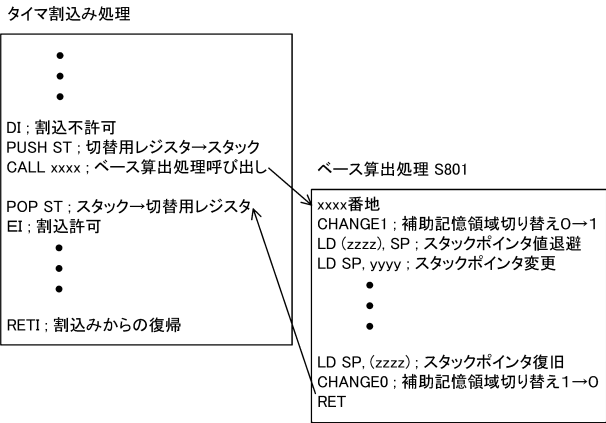 タイマ割込み処理
DI ; 割込不許可
PUSH ST ; 切替用レジスタ→スタック
CALL xxxx ; ベース算出処理呼び出し
POP ST ; スタック→切替用レジスタ
EI ; 割込許可
RETI ; 割込みからの復帰
ベース算出処理 S801
xxxx番地
CHANGE1 ; 補助記憶領域切り替え0→1
LD (zzzz), SP ; スタックポインタ値退避
LD SP, yyyy ; スタックポインタ変更
LD SP, (zzzz) ; スタックポインタ復旧
CHANGE0 ; 補助記憶領域切り替え1→0
RET